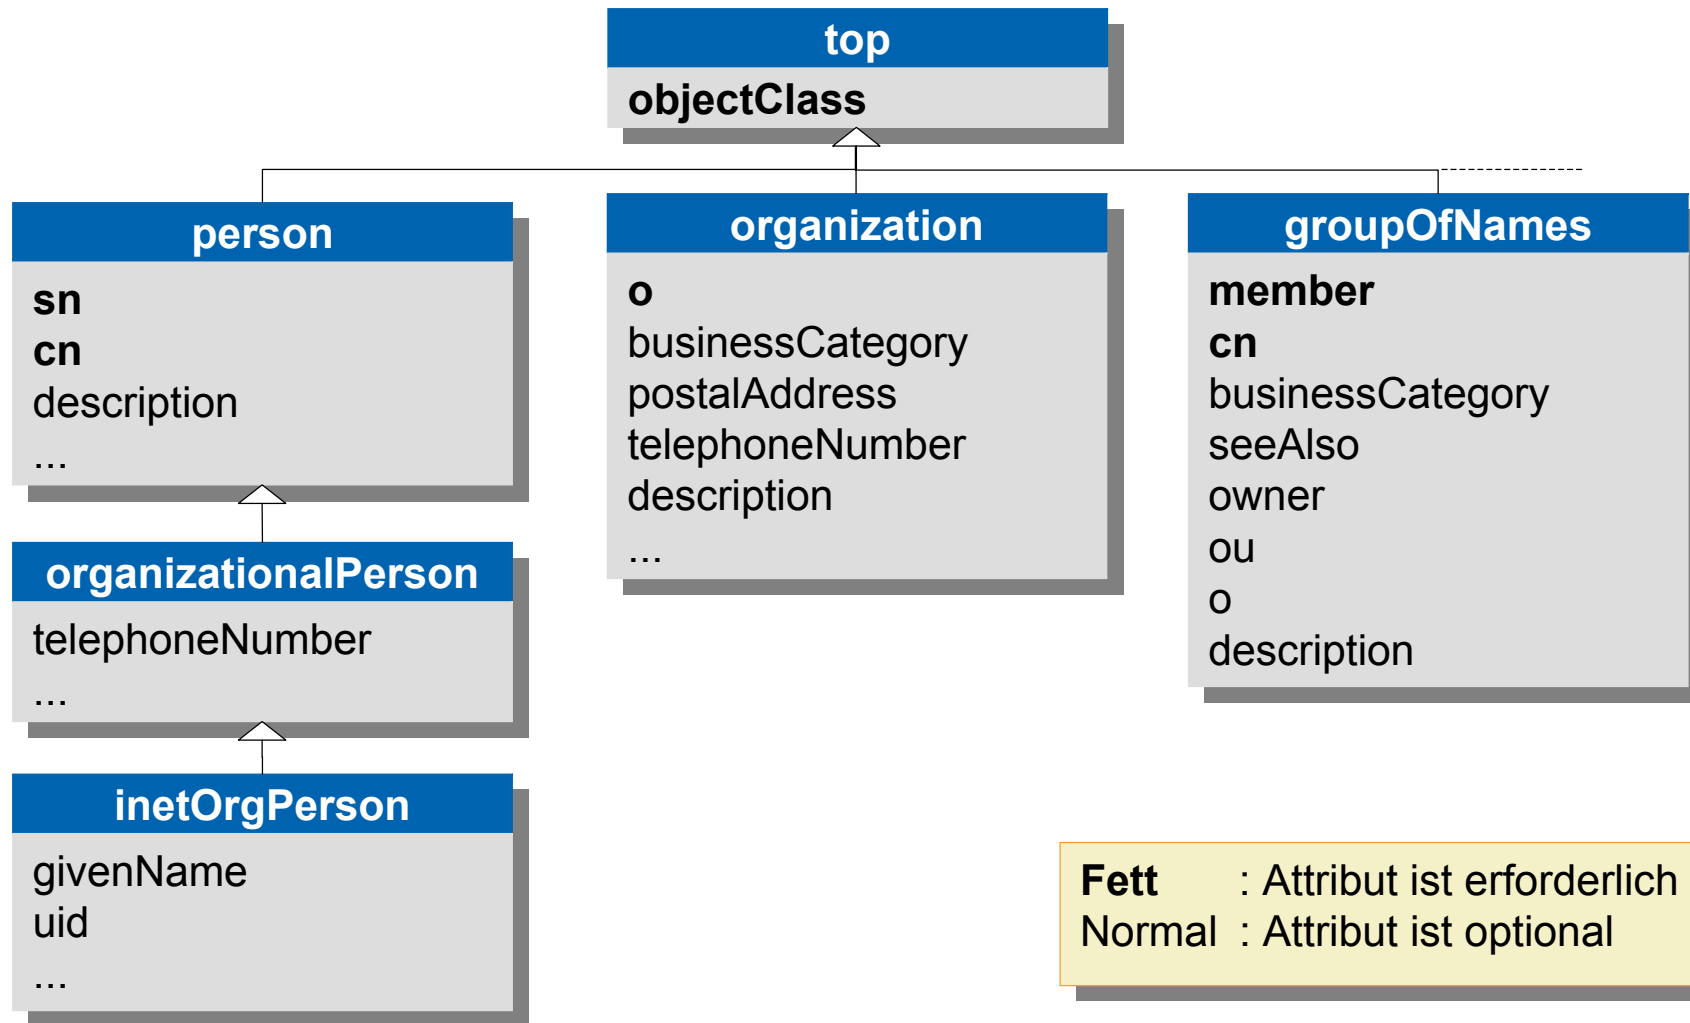 top
objectClass
person
sn
cn
description
...
organizationalPerson
telephoneNumber
...
inetOrgPerson
givenName
uid
...
organization
o
businessCategory
postalAddress
telephoneNumber
description
...
groupOfNames
member
cn
businessCategory
seeAlso
owner
ou
o
description
Fett : Attribut ist erforderlich
Normal : Attribut ist optional